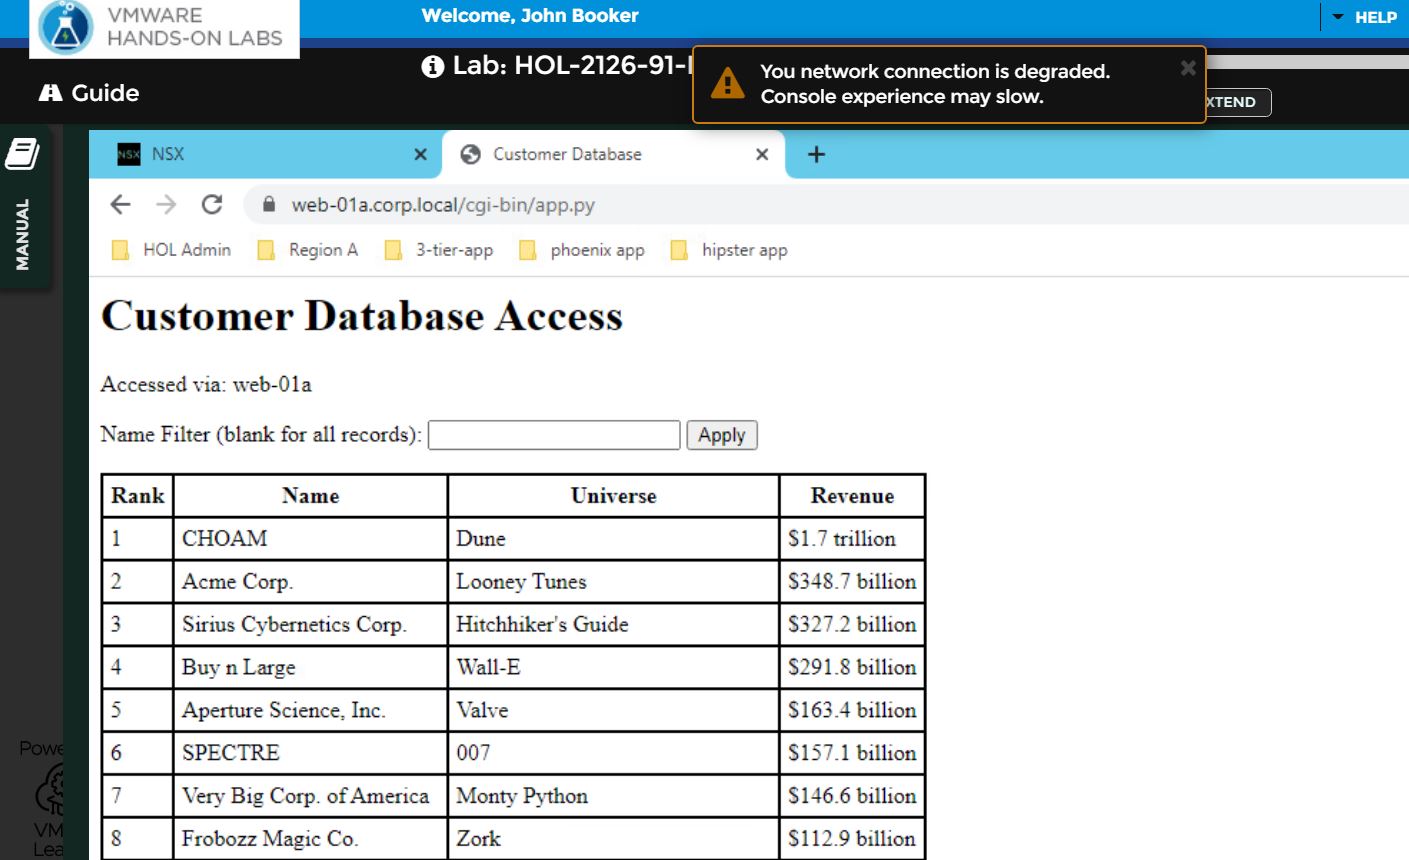 VMWARE
HANDS-ON LABS
Welcome, John Booker
HELP
Lab: HOL-2126-91-
You network connection is degraded.
Console experience may slow.
XTEND
Guide
MANUAL
NSX NSX
Customer Database
web-01a.corp.local/cgi-bin/app.py
HOL Admin Region A 3-tier-app phoenix app hipster app
Customer Database Access
Accessed via: web-01a
Name Filter (blank for all records): Apply
Rank Name Universe Revenue
1 CHOAM Dune $1.7 trillion
2 Acme Corp. Looney Tunes $348.7 billion
3 Sirius Cybernetics Corp. Hitchhiker's Guide $327.2 billion
4 Buy n Large Wall-E $291.8 billion
5 Aperture Science, Inc. Valve $163.4 billion
6 SPECTRE 007 $157.1 billion
7 Very Big Corp. of America Monty Python $146.6 billion
8 Frobozz Magic Co. Zork $112.9 billion
Powe
VM
Lea